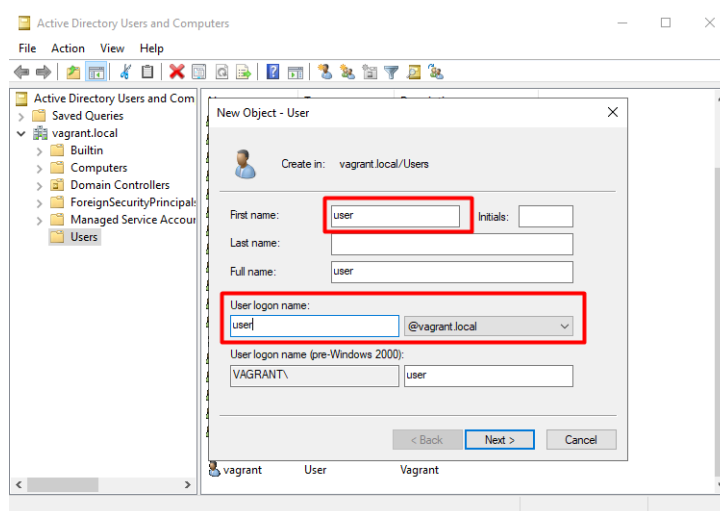 Active Directory Users and Computers
File Action View Help
Active Directory Users and Com
Saved Queries
vagrant.local
Builtin
Computers
Domain Controllers
ForeignSecurityPrincipals
Managed Service Accour
Users
New Object - User
Create in: vagrant.local/Users
First name: user Initials:
Last name:
Full name: user
User logon name:
user @vagrant.local
User logon name (pre-Windows 2000):
VAGRANT\ user
< Back Next > Cancel
vagrant User Vagrant